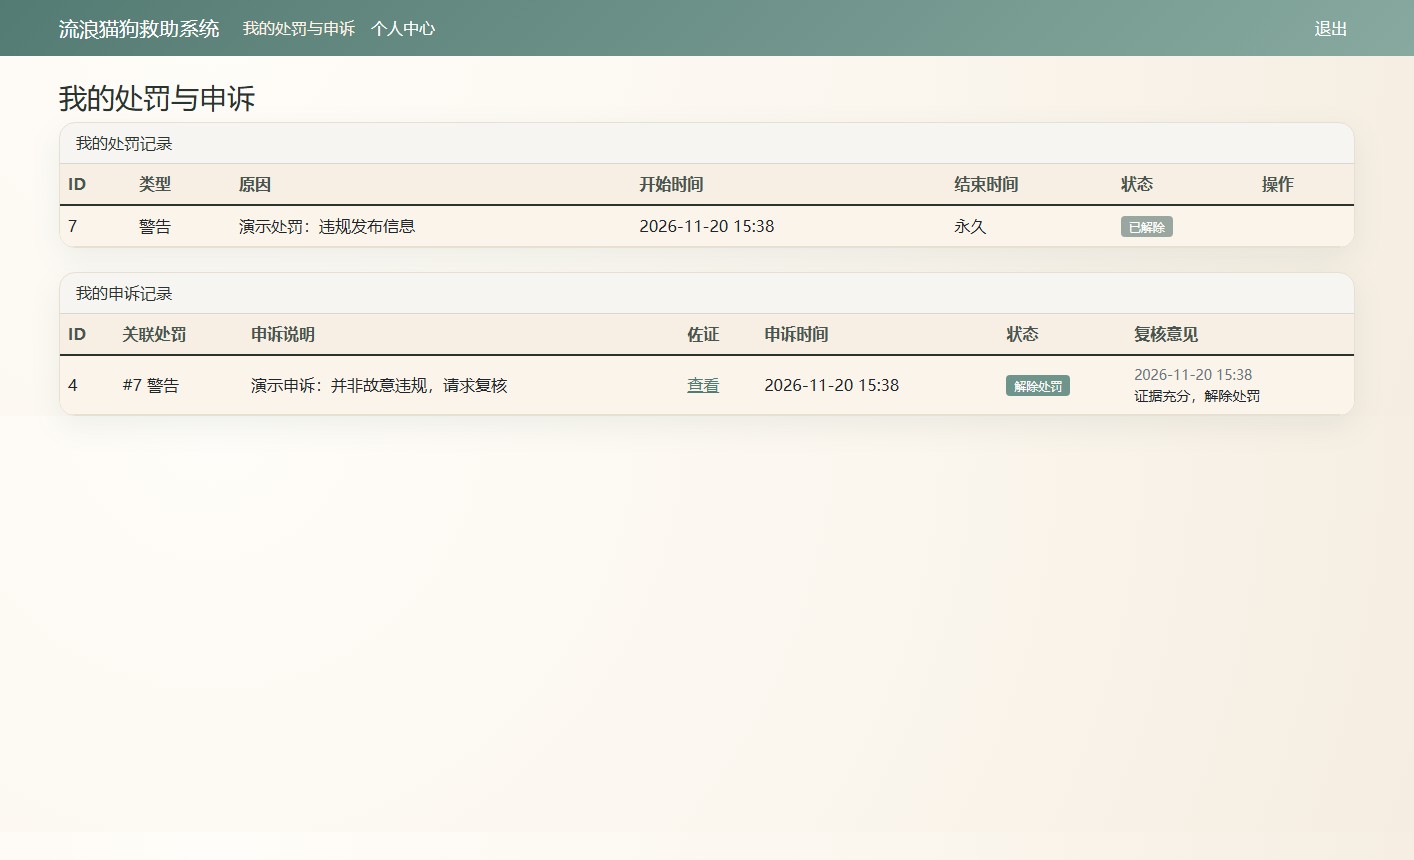 流浪猫狗救助系统 我的处罚与申诉 个人中心 退出
我的处罚与申诉
我的处罚记录
ID 类型 原因 开始时间 结束时间 状态 操作
7 警告 演示处罚：违规发布信息 2026-11-20 15:38 永久 已解除
我的申诉记录
ID 关联处罚 申诉说明 佐证 申诉时间 状态 复核意见
4 #7 警告 演示申诉：并非故意违规，请求复核 查看 2026-11-20 15:38 解除处罚 2026-11-20 15:38
证据充分，解除处罚